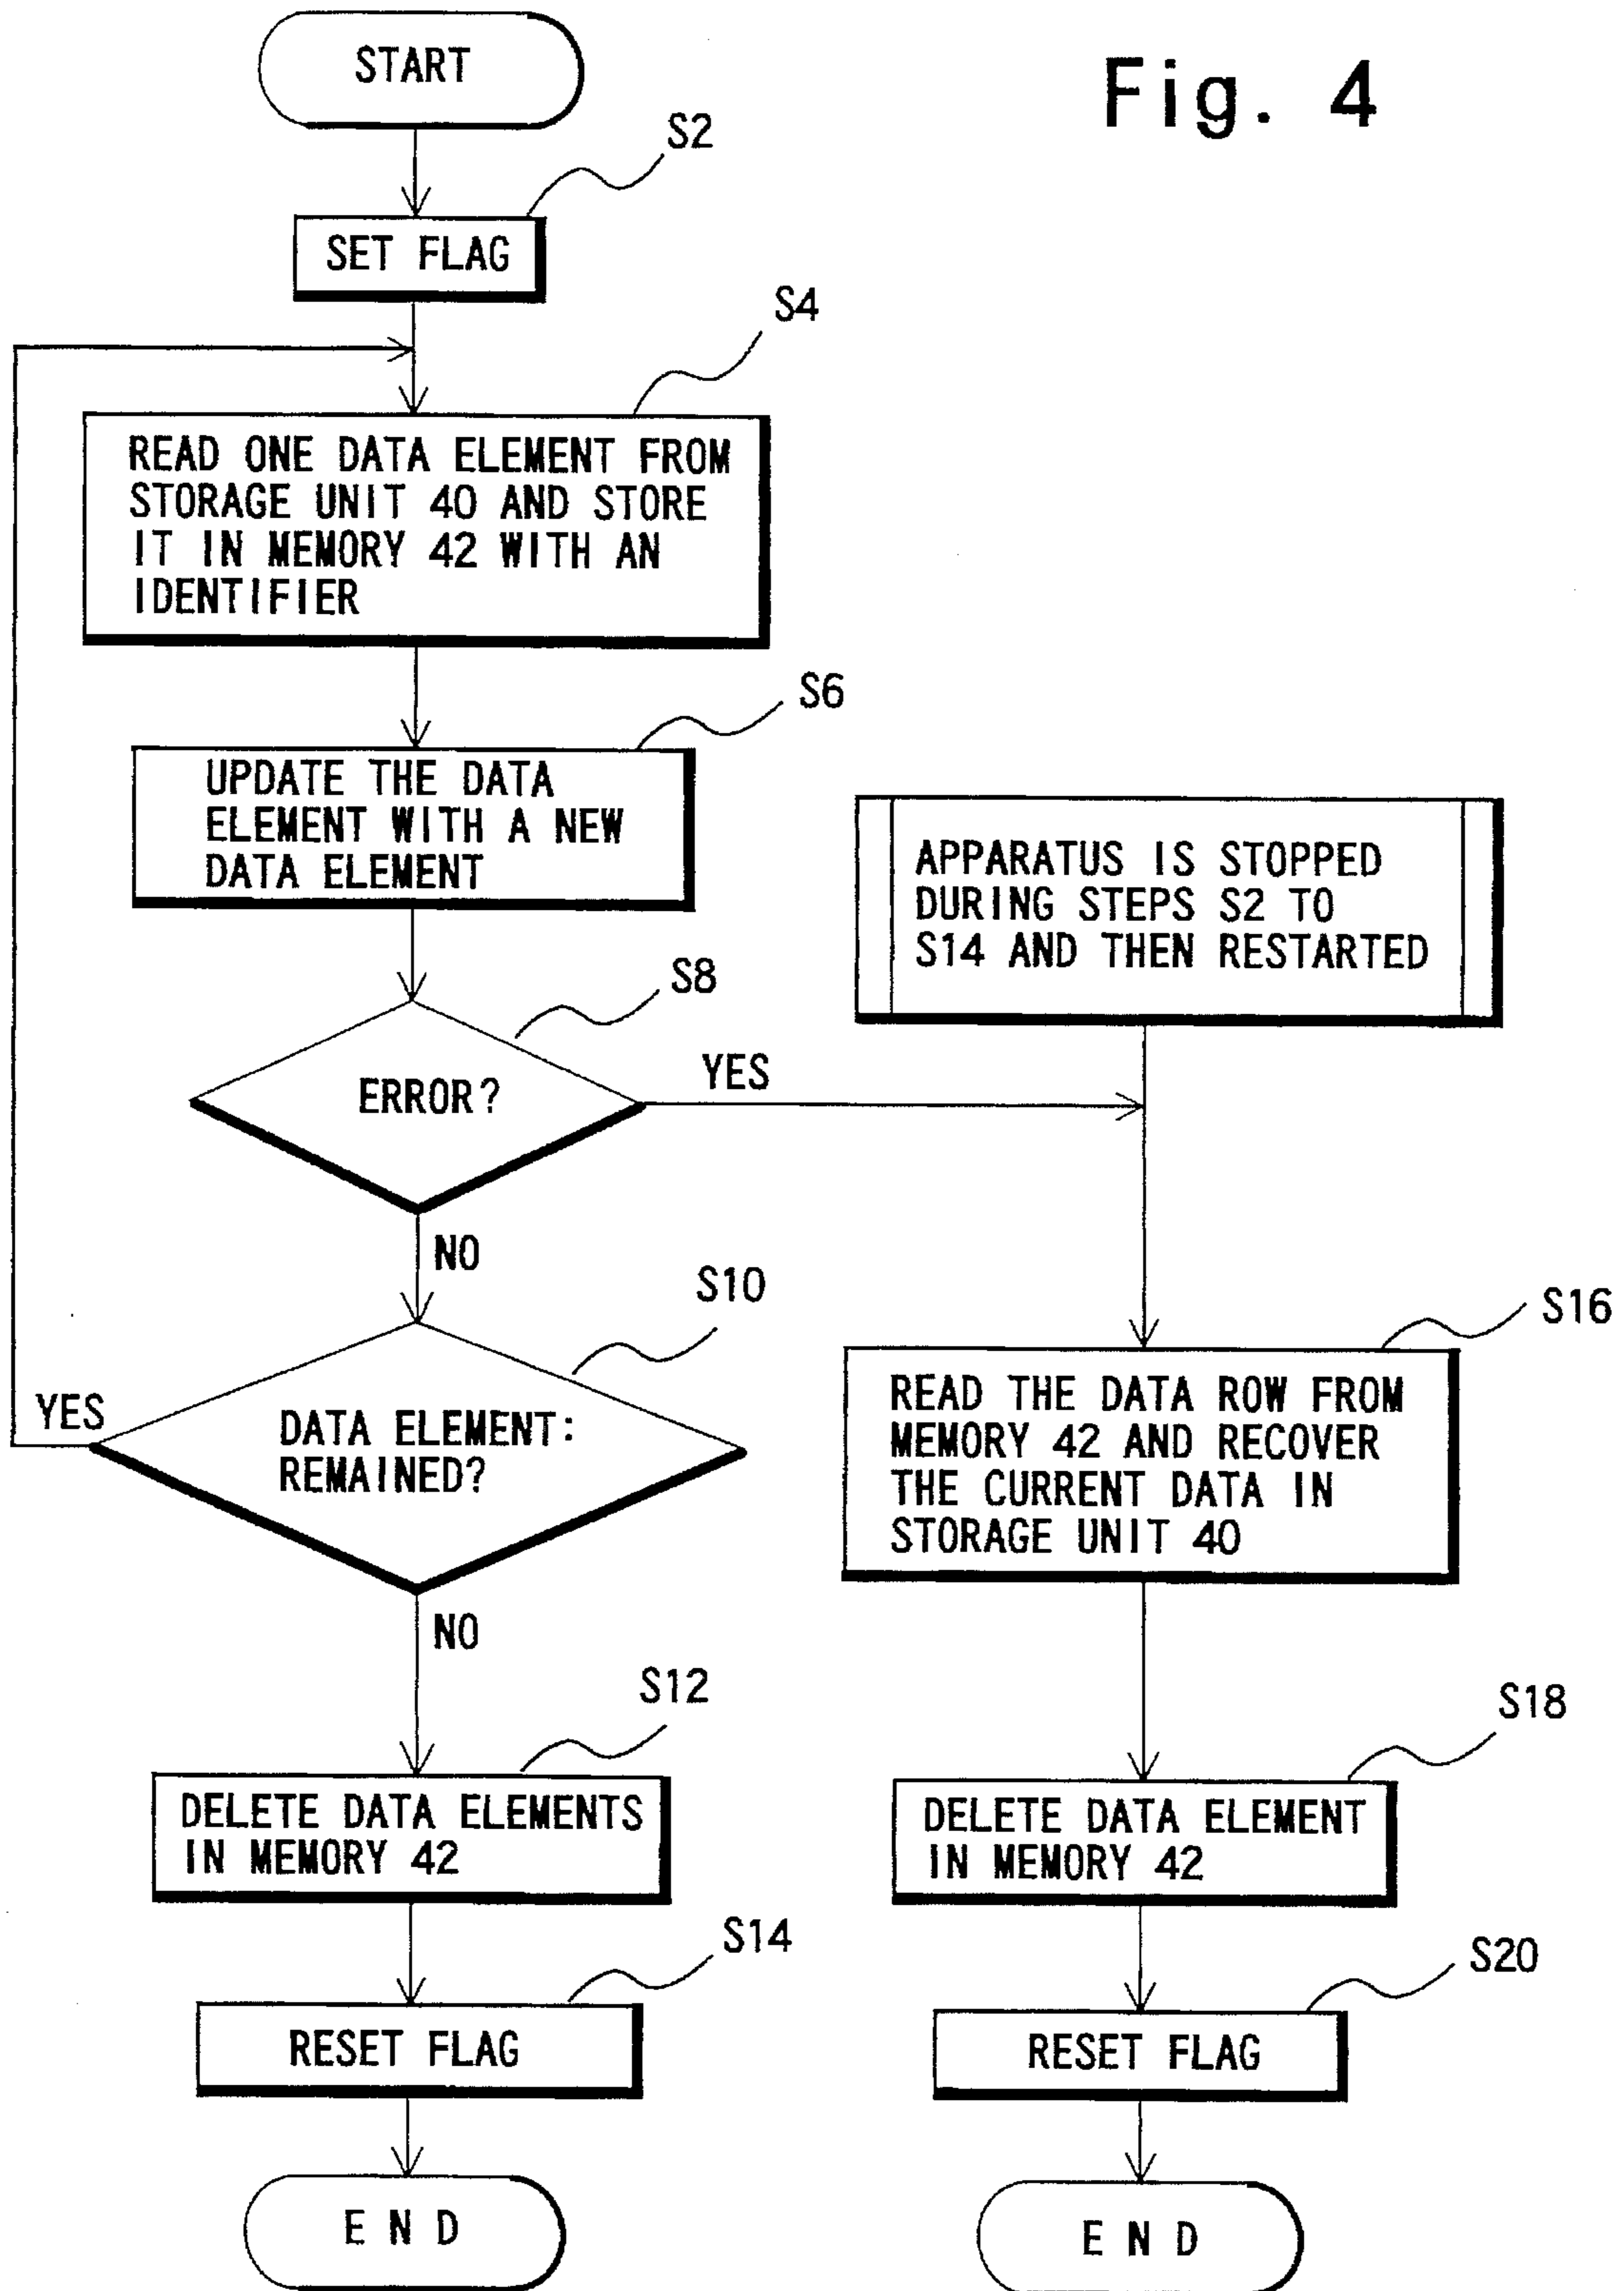 START
Fig. 4
S2
SET FLAG
S4
READ ONE DATA ELEMENT FROM
STORAGE UNIT 40 AND STORE
IT IN MEMORY 42 WITH AN
IDENTIFIER
S6
UPDATE THE DATA
ELEMENT WITH A NEW
DATA ELEMENT
APPARATUS IS STOPPED
DURING STEPS S2 TO
S14 AND THEN RESTARTED
S8
ERROR?
YES
NO
S10
YES
DATA ELEMENT:
REMAINED?
NO
S16
READ THE DATA ROW FROM
MEMORY 42 AND RECOVER
THE CURRENT DATA IN
STORAGE UNIT 40
S12
DELETE DATA ELEMENTS
IN MEMORY 42
S18
DELETE DATA ELEMENT
IN MEMORY 42
S14
RESET FLAG
S20
RESET FLAG
END
END